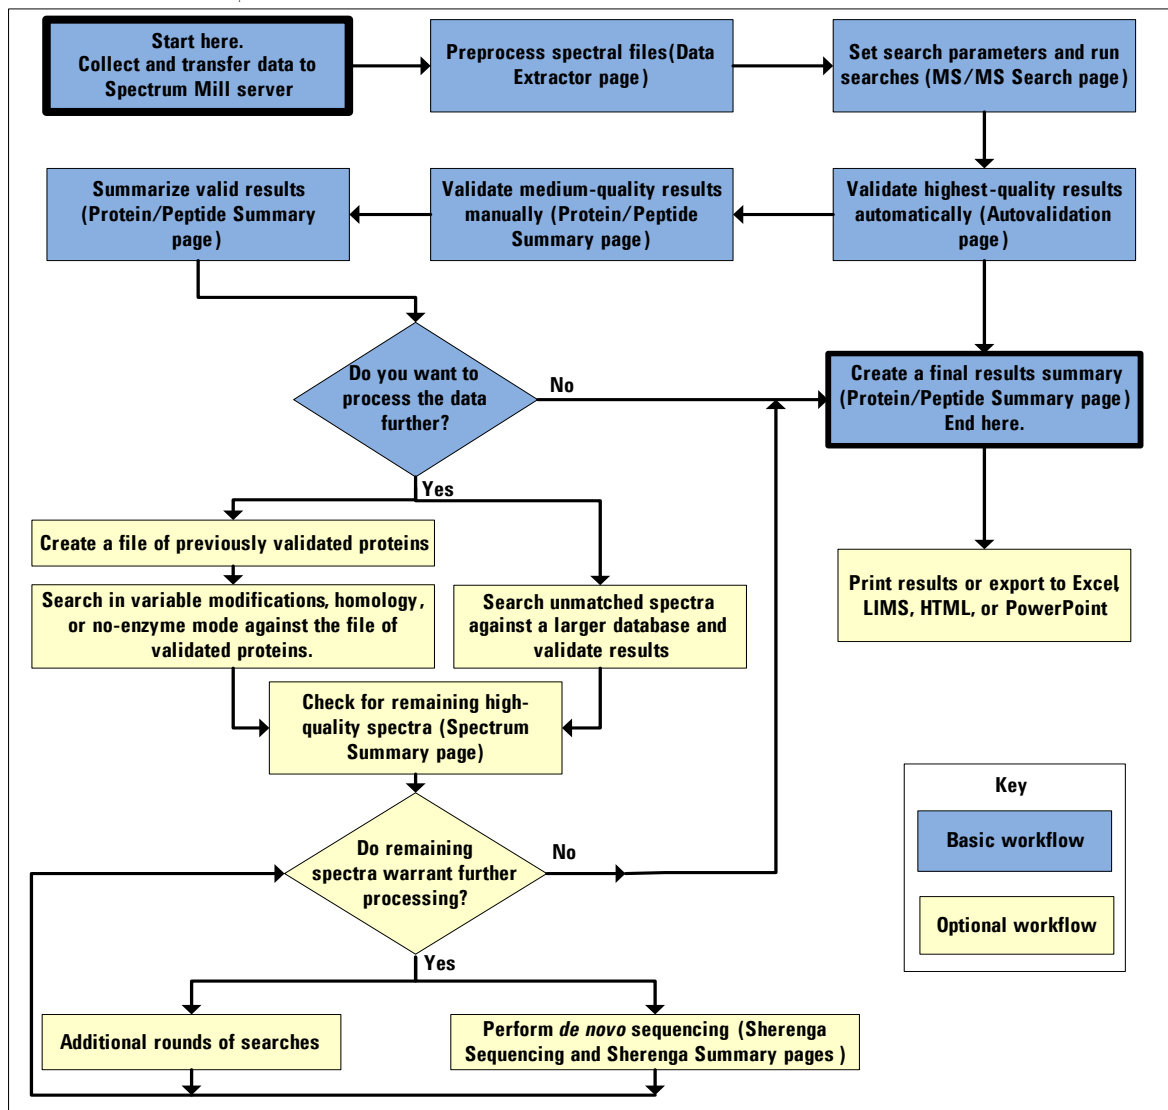 Start here.
Collect and transfer data to
Spectrum Mill server
Preprocess spectral files(Data
Extractor page)
Set search parameters and run
searches (MS/MS Search page)
Summarize valid results
(Protein/Peptide Summary
page)
Validate medium-quality results
manually (Protein/Peptide
Summary page)
Validate highest-quality results
automatically (Autovalidation
page)
Do you want to
process the data
further?
No
Create a final results summary
(Protein/Peptide Summary page)
End here.
Yes
Create a file of previously validated proteins
Search in variable modifications, homology,
or no-enzyme mode against the file of
validated proteins.
Search unmatched spectra
against a larger database and
validate results
Print results or export to Excel,
LIMS, HTML, or PowerPoint
Check for remaining high-
quality spectra (Spectrum
Summary page)
Do remaining
spectra warrant further
processing?
No
Yes
Additional rounds of searches
Perform de novo sequencing (Sherenga
Sequencing and Sherenga Summary pages )
Key
Basic workflow
Optional workflow